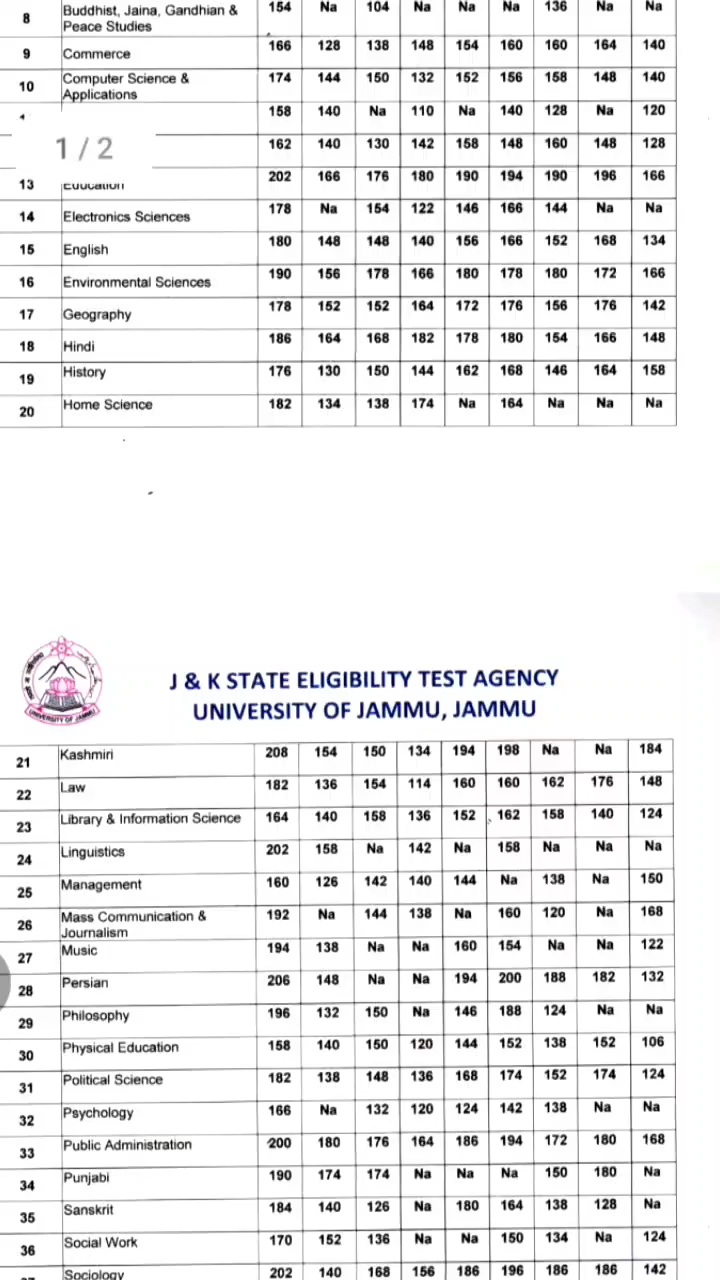 8 Buddhist, Jaina, Gandhian & 154 Na 104 Na Na Na 136 Na Na
Peace Studies
9 Commerce 166 128 138 148 154 160 160 164 140
10 Computer Science & 174 144 150 132 152 156 158 148 140
Applications
158 140 Na 110 Na 140 128 Na 120
1 / 2 162 140 130 142 158 148 160 148 128
13 Education 202 166 176 180 190 194 190 196 166
14 Electronics Sciences 178 Na 154 122 146 166 144 Na Na
15 English 180 148 148 140 156 166 152 168 134
16 Environmental Sciences 190 156 178 166 180 178 180 172 166
17 Geography 178 152 152 164 172 176 156 176 142
18 Hindi 186 164 168 182 178 180 154 166 148
19 History 176 130 150 144 162 168 146 164 158
20 Home Science 182 134 138 174 Na 164 Na Na Na
UNIVERSITY OF JAMMU
J & K STATE ELIGIBILITY TEST AGENCY
UNIVERSITY OF JAMMU, JAMMU
21 Kashmiri 208 154 150 134 194 198 Na Na 184
22 Law 182 136 154 114 160 160 162 176 148
23 Library & Information Science 164 140 158 136 152 162 158 140 124
24 Linguistics 202 158 Na 142 Na 158 Na Na Na
25 Management 160 126 142 140 144 Na 138 Na 150
26 Mass Communication & 192 Na 144 138 Na 160 120 Na 168
Journalism
27 Music 194 138 Na Na 160 154 Na Na 122
28 Persian 206 148 Na Na 194 200 188 182 132
29 Philosophy 196 132 150 Na 146 188 124 Na Na
30 Physical Education 158 140 150 120 144 152 138 152 106
31 Political Science 182 138 148 136 168 174 152 174 124
32 Psychology 166 Na 132 120 124 142 138 Na Na
33 Public Administration 200 180 176 164 186 194 172 180 168
34 Punjabi 190 174 174 Na Na Na 150 180 Na
35 Sanskrit 184 140 126 Na 180 164 138 128 Na
36 Social Work 170 152 136 Na Na 150 134 Na 124
Sociology 202 140 168 156 186 196 186 186 142